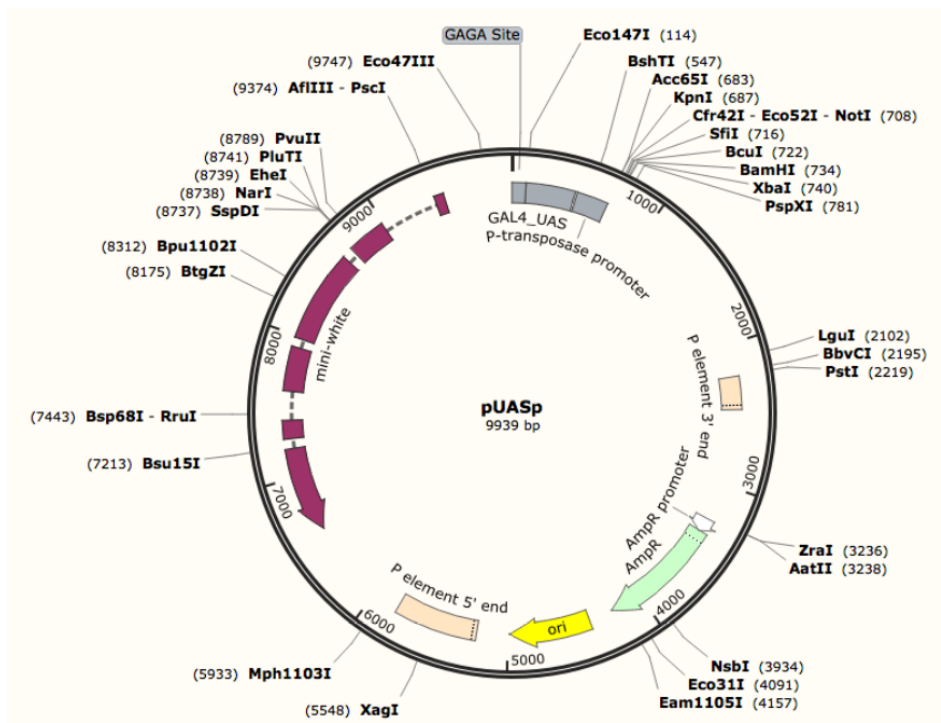 GAGA Site
Eco147I (114)
(9747) Eco47III
BshTI (547)
(9374) AflIII - PscI
Acc65I (683)
KpnI (687)
Cfr42I - Eco52I - NotI (708)
SfiI (716)
(8789) PvuII
BcuI (722)
(8741) PluTI
BamHI (734)
(8739) EheI
XbaI (740)
(8738) NarI
PspXI (781)
(8737) SspDI
9000
1000
GAL4_UAS
P-transposase promoter
(8312) Bpu1102I
(8175) BtgZI
8000
mini-white
2000
LguI (2102)
BbvCI (2195)
PstI (2219)
P element 3' end
pUASp
9939 bp
(7443) Bsp68I - RruI
(7213) Bsu15I
7000
3000
AmpR promoter
AmpR
ZraI (3236)
AatII (3238)
P element 5' end
6000
4000
ori
5000
(5933) Mph1103I
NsbI (3934)
Eco31I (4091)
Eam1105I (4157)
(5548) XagI